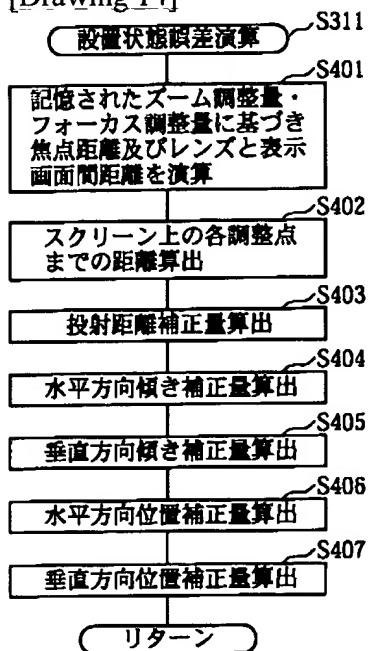 [Drawing 17]
設置状態誤差演算
S311
S401
記憶されたズーム調整量・
フォーカス調整量に基づき
焦点距離及びレンズと表示
画面間距離を演算
S402
スクリーン上の各調整点
までの距離算出
S403
投射距離補正量算出
S404
水平方向傾き補正量算出
S405
垂直方向傾き補正量算出
S406
水平方向位置補正量算出
S407
垂直方向位置補正量算出
リターン